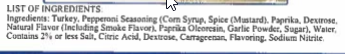 LIST OF INGREDIENTS
Ingredients: Turkey, Pepperoni Seasoning (Corn Syrup, Spice (Mustard), Paprika, Dextrose,
Natural Flavor (Including Smoke Flavor), Paprika Oleoresin, Garlic Powder, Sugar), Water,
Contains 2% or less Salt, Citric Acid, Dextrose, Carrageenan, Flavoring, Sodium Nitrite.